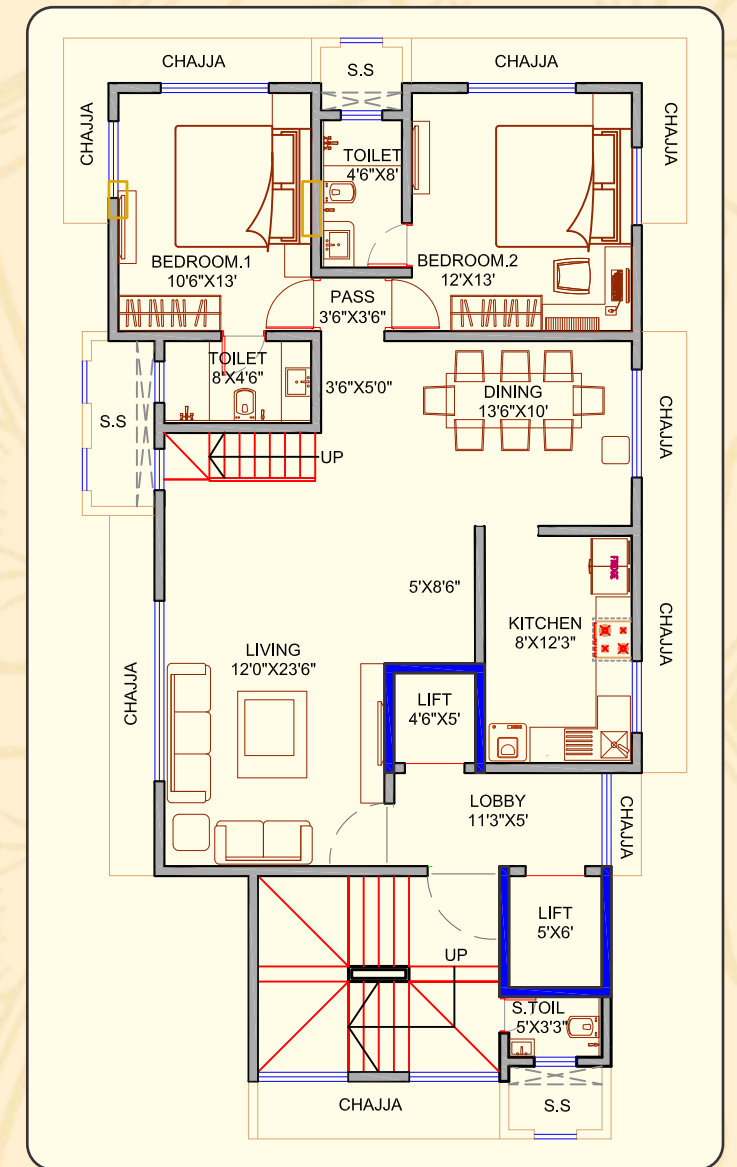 CHAJJA
S.S
CHAJJA
CHAJJA
CHAJJA
TOILET
4'6"X8'
BEDROOM.1
10'6"X13'
BEDROOM.2
12'X13'
PASS
3'6"X3'6"
TOILET
8'X4'6"
3'6"X5'0"
DINING
13'6"X10'
CHAJJA
S.S
UP
FRIDGE
5'X8'6"
KITCHEN
8'X12'3"
CHAJJA
LIVING
12'0"X23'6"
CHAJJA
LIFT
4'6"X5'
LOBBY
11'3"X5'
CHAJJA
LIFT
5'X6'
UP
S.TOIL
5'X3'3"
CHAJJA
S.S